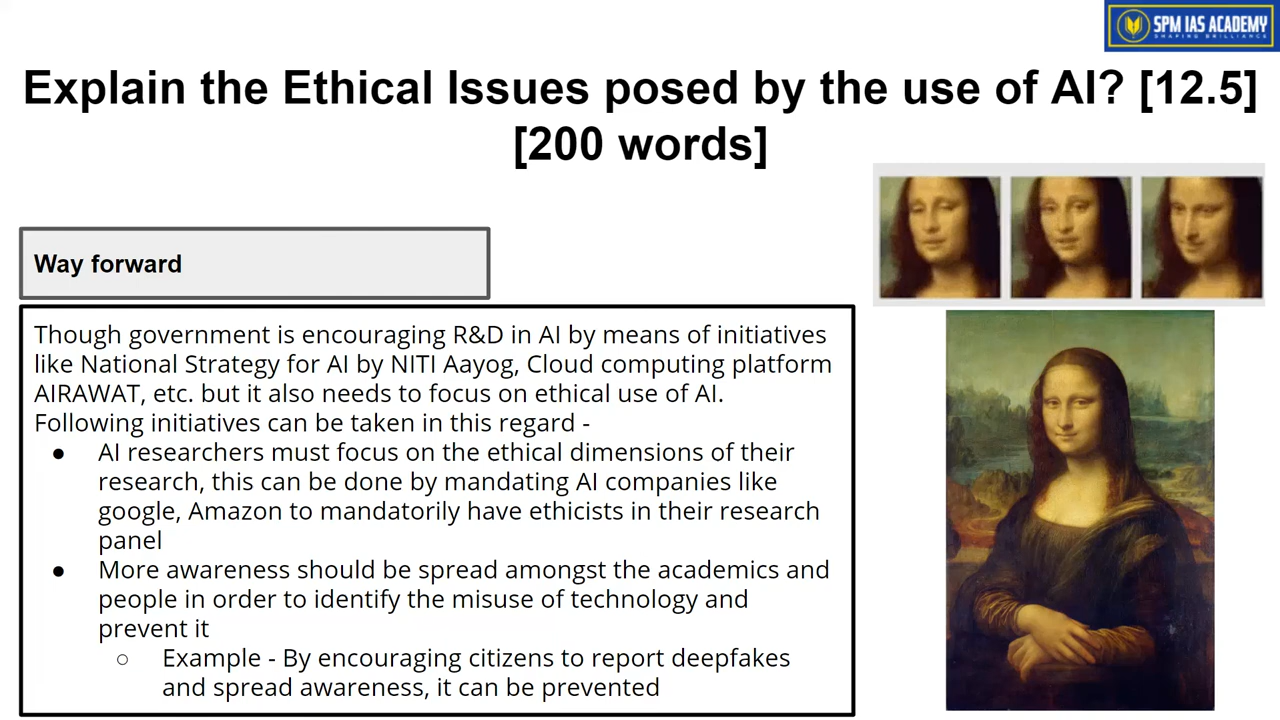 SPM IAS ACADEMY
SHAPING BRILLIANCE
Explain the Ethical Issues posed by the use of AI? [12.5]
[200 words]
Way forward
Though government is encouraging R&D in AI by means of initiatives
like National Strategy for AI by NITI Aayog, Cloud computing platform
AIRAWAT, etc. but it also needs to focus on ethical use of AI.
Following initiatives can be taken in this regard -
● AI researchers must focus on the ethical dimensions of their
research, this can be done by mandating AI companies like
google, Amazon to mandatorily have ethicists in their research
panel
● More awareness should be spread amongst the academics and
people in order to identify the misuse of technology and
prevent it
○ Example - By encouraging citizens to report deepfakes
and spread awareness, it can be prevented